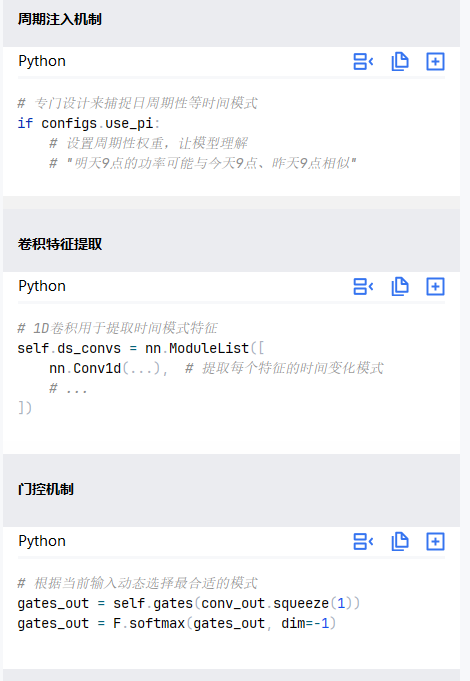 周期注入机制
Python
# 专门设计来捕捉日周期性等时间模式
if configs.use_pi:
    # 设置周期性权重，让模型理解
    # "明天9点的功率可能与今天9点、昨天9点相似"
卷积特征提取
Python
# 1D卷积用于提取时间模式特征
self.ds_convs = nn.ModuleList([
    nn.Conv1d(...),  # 提取每个特征的时间变化模式
    # ...
])
门控机制
Python
# 根据当前输入动态选择最合适的模式
gates_out = self.gates(conv_out.squeeze(1))
gates_out = F.softmax(gates_out, dim=-1)